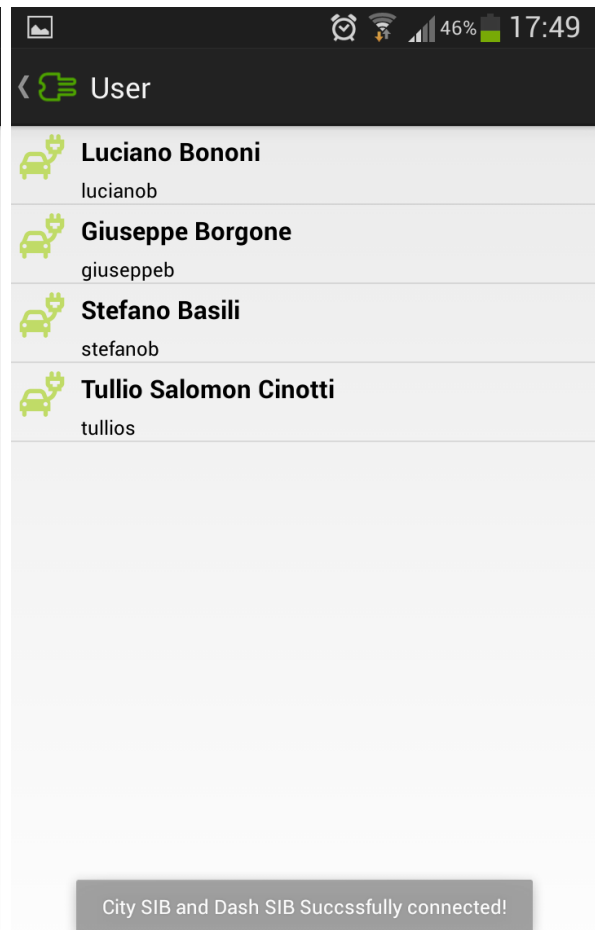 46% 17:49
User
Luciano Bononi
lucianob
Giuseppe Borgone
giuseppeb
Stefano Basili
stefanob
Tullio Salomon Cinotti
tullios
City SIB and Dash SIB Succssfully connected!